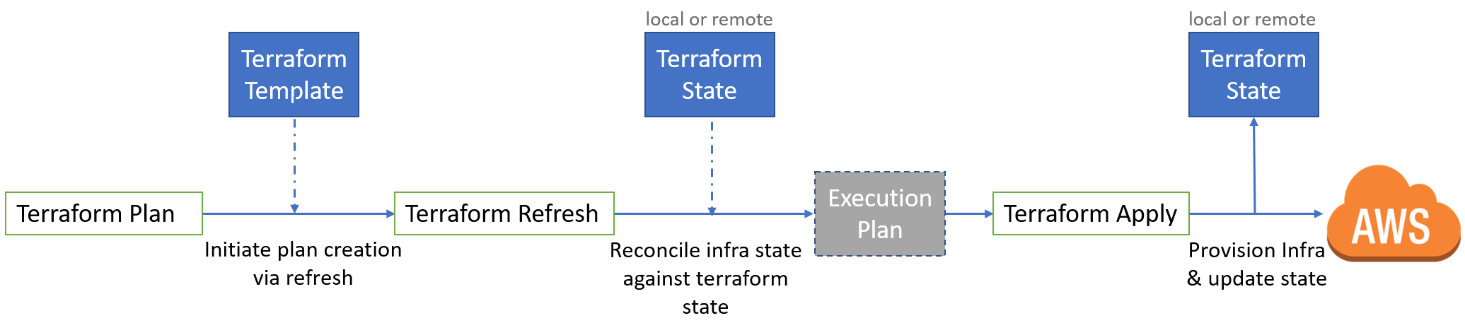 local or remote
local or remote
Terraform
Template
Terraform
State
Terraform
State
Terraform Plan
Terraform Refresh
Execution
Plan
Terraform Apply
AWS
Initiate plan creation
via refresh
Reconcile infra state
against terraform
state
Provision Infra
& update state